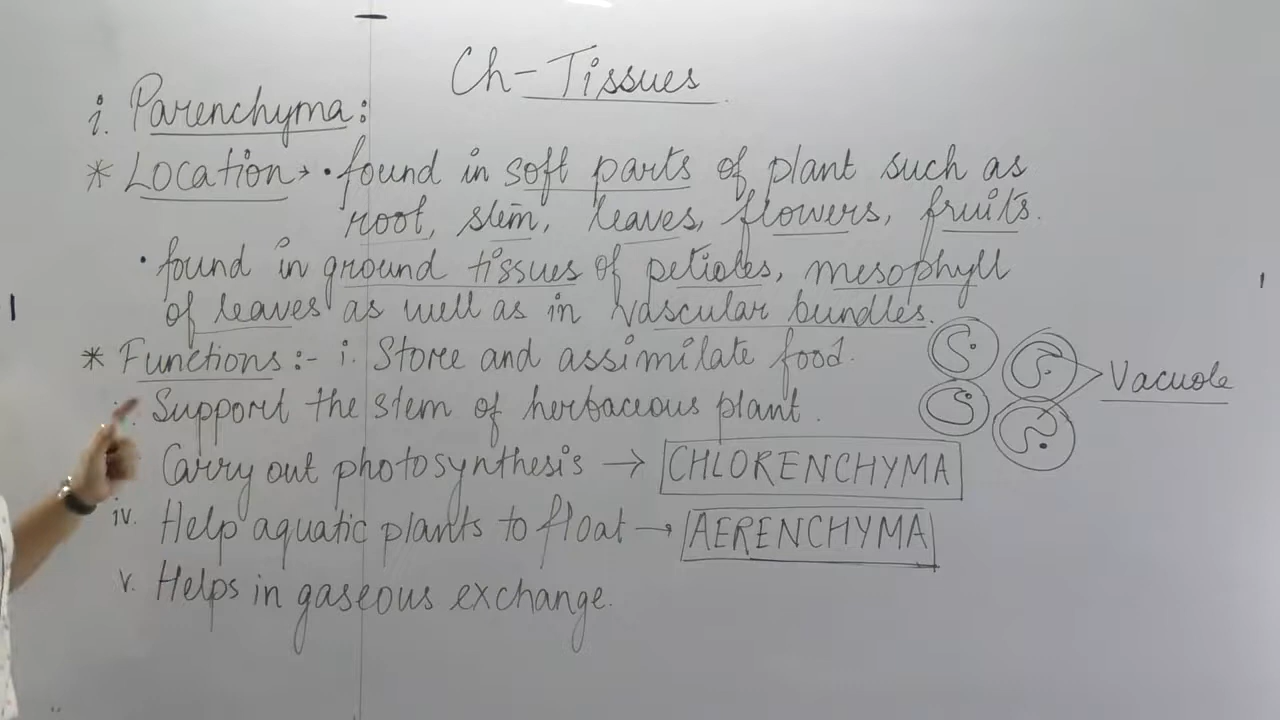 Ch-Tissues
i. Parenchyma:
* Location → • found in soft parts of plant such as
root, stem, leaves, flowers, fruits.
• found in ground tissues of petioles, mesophyll
of leaves as well as in vascular bundles.
* Functions :- i. Store and assimilate food.
Support the stem of herbaceous plant.
Carry out photosynthesis → CHLORENCHYMA
iv. Help aquatic plants to float → AERENCHYMA
v. Helps in gaseous exchange.
Vacuole